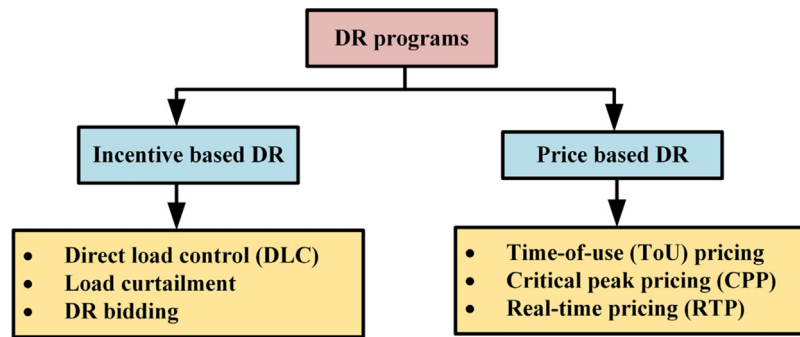 DR programs
Incentive based DR
Price based DR
• Direct load control (DLC)
• Load curtailment
• DR bidding
• Time-of-use (ToU) pricing
• Critical peak pricing (CPP)
• Real-time pricing (RTP)